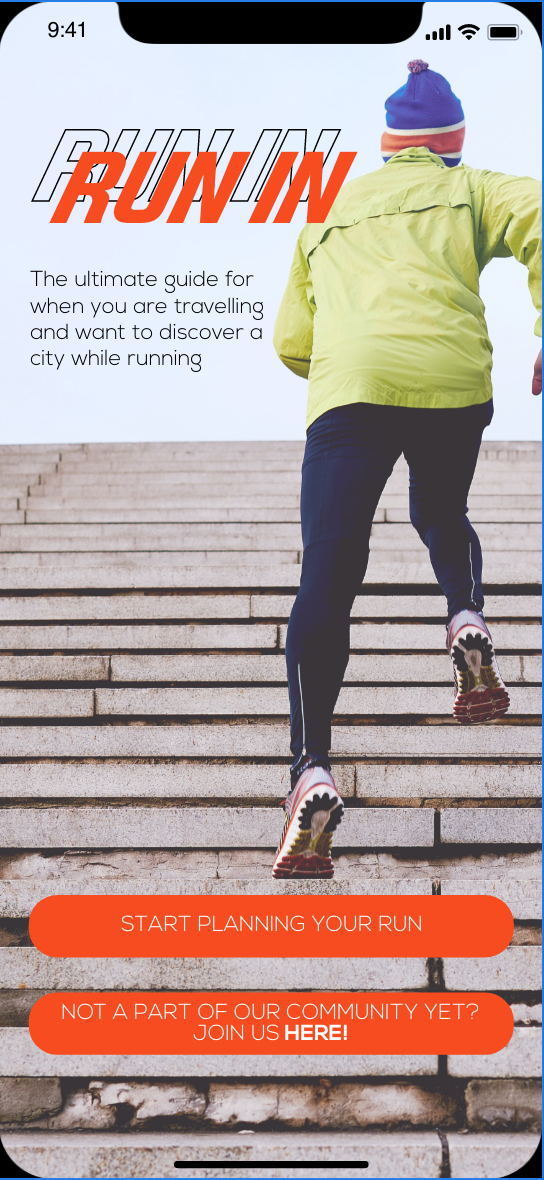 9:41
RUN IN
RUN IN
The ultimate guide for
when you are travelling
and want to discover a
city while running
START PLANNING YOUR RUN
NOT A PART OF OUR COMMUNITY YET?
JOIN US HERE!